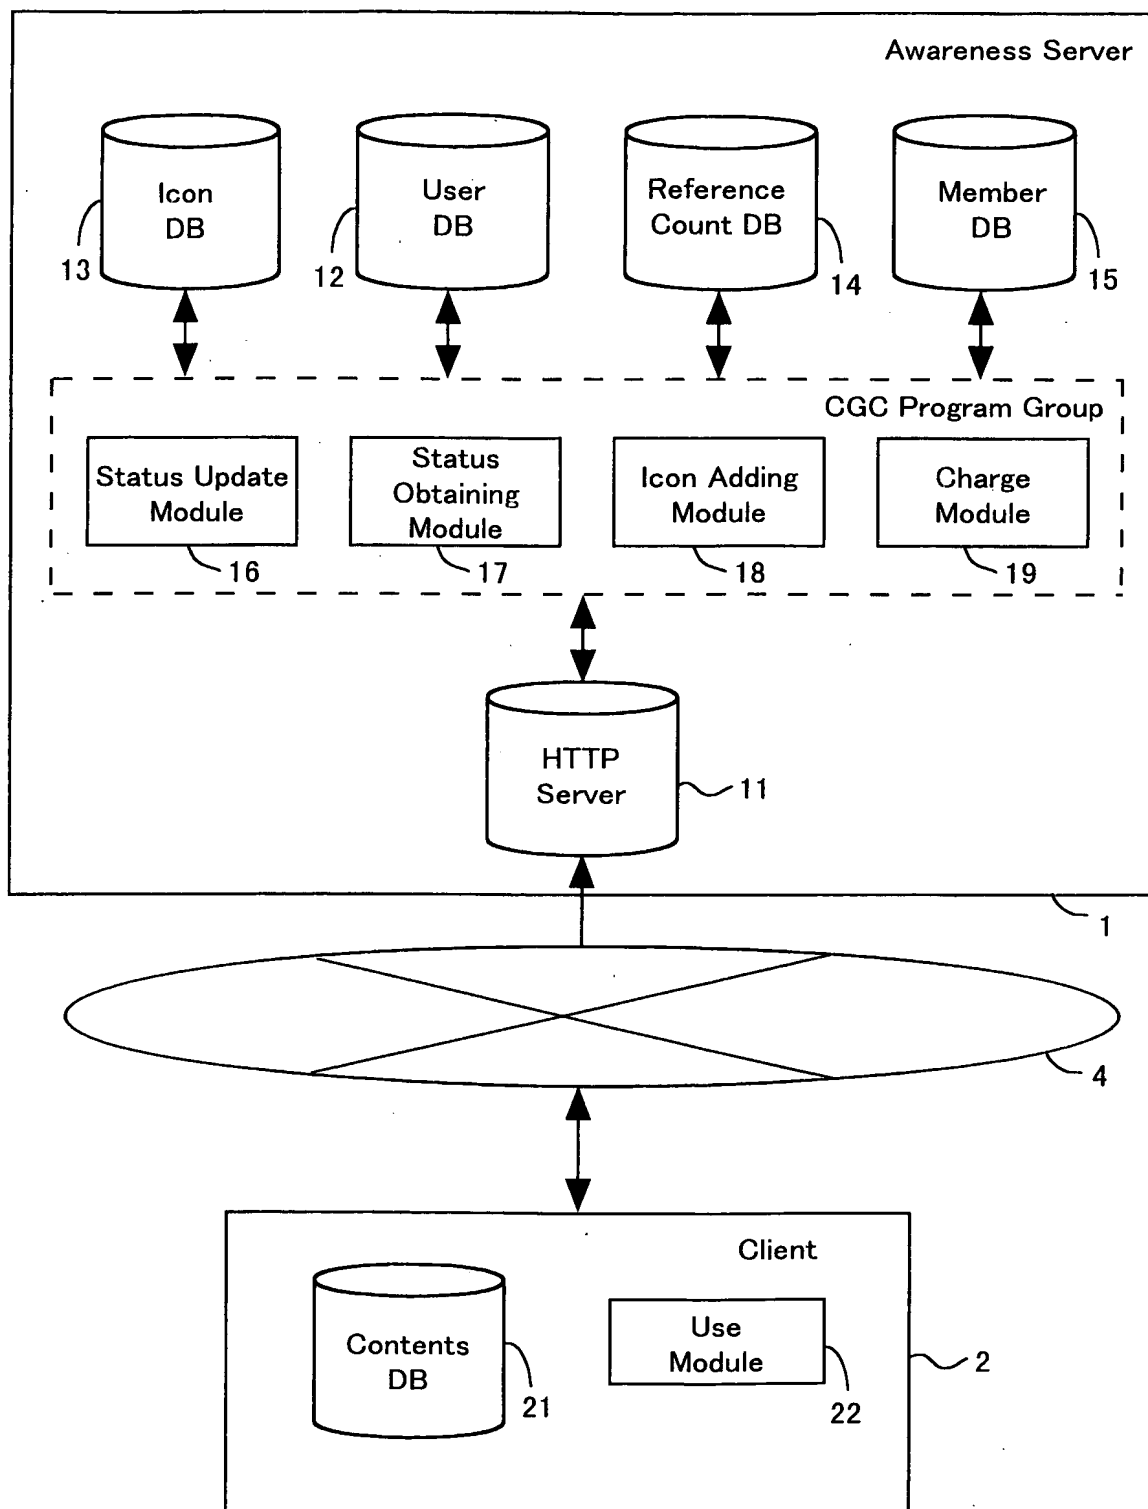 Awareness Server
Icon
DB
User
DB
Reference
Count DB
Member
DB
13
12
14
15
CGC Program Group
Status Update
Module
Status
Obtaining
Module
Icon Adding
Module
Charge
Module
16
17
18
19
HTTP
Server
11
1
4
Client
Contents
DB
Use
Module
2
21
22